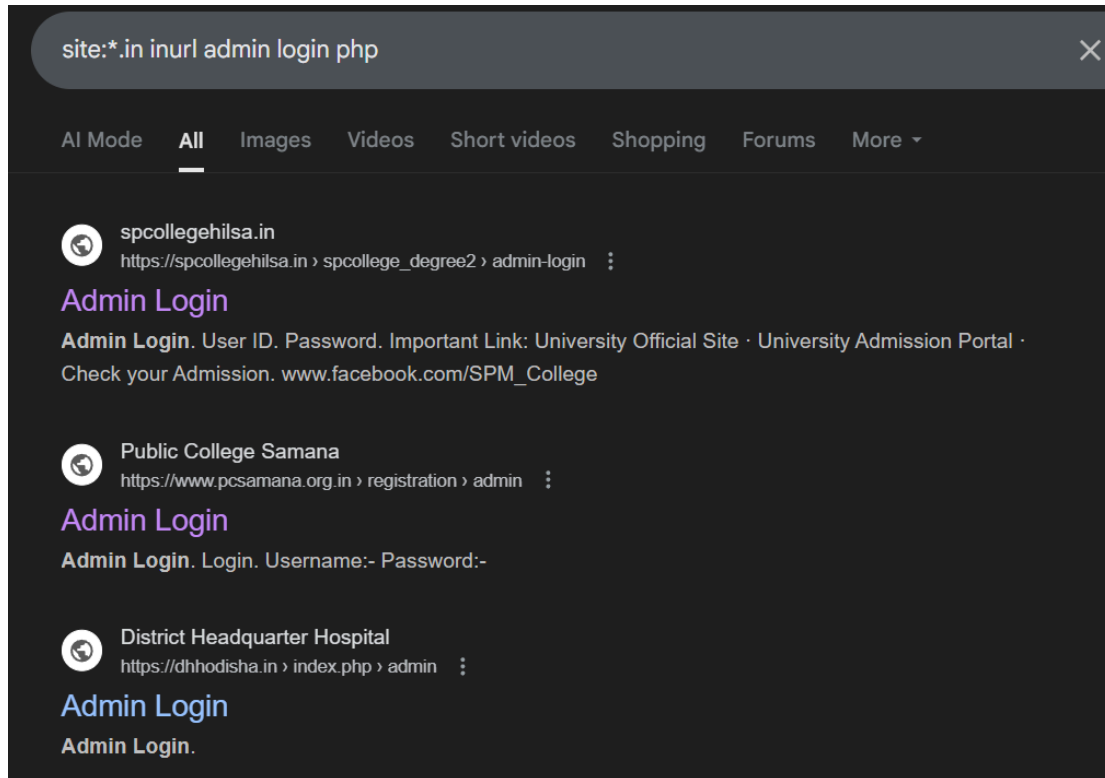 site:*.in inurl admin login php
AI Mode All Images Videos Short videos Shopping Forums More
spcollegehilsa.in
https://spcollegehilsa.in › spcollege_degree2 › admin-login
Admin Login
Admin Login. User ID. Password. Important Link: University Official Site · University Admission Portal ·
Check your Admission. www.facebook.com/SPM_College
Public College Samana
https://www.pcsamana.org.in › registration › admin
Admin Login
Admin Login. Login. Username:- Password:-
District Headquarter Hospital
https://dhhodisha.in › index.php › admin
Admin Login
Admin Login.